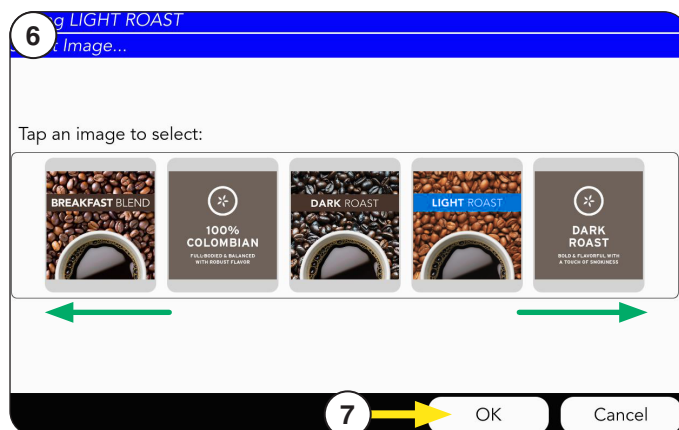 6
g LIGHT ROAST
t Image...
Tap an image to select:
BREAKFAST BLEND
100%
COLOMBIAN
FULL-BODIED & BALANCED
WITH ROBUST FLAVOR
DARK ROAST
LIGHT ROAST
DARK
ROAST
BOLD & FLAVORFUL WITH
A TOUCH OF SMOKINESS
7
OK
Cancel